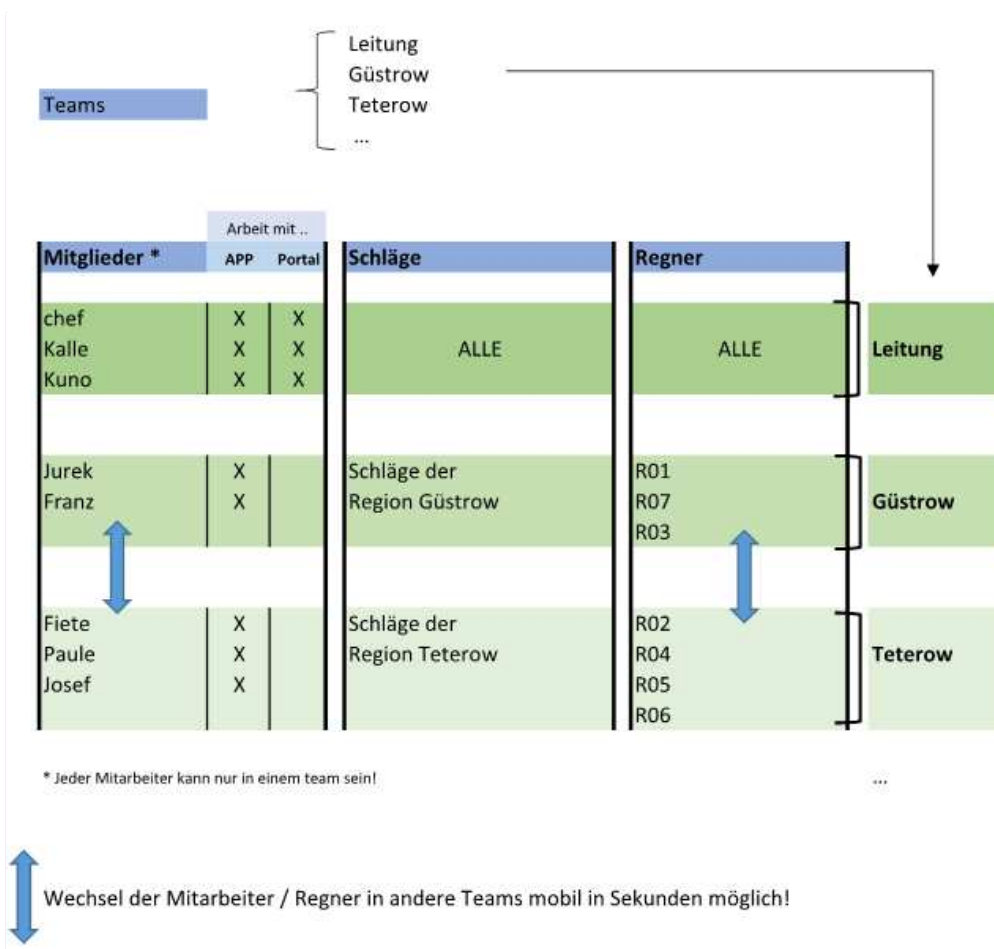 Leitung
Güstrow
Teams Teterow
...
Arbeit mit ..
Mitglieder * APP Portal Schläge Regner
chef X X
Kalle X X ALLE ALLE Leitung
Kuno X X
Jurek X Schläge der R01
Franz X Region Güstrow R07 Güstrow
R03
Fiete X Schläge der R02
Paule X Region Teterow R04 Teterow
Josef X R05
R06
* Jeder Mitarbeiter kann nur in einem team sein! ...
Wechsel der Mitarbeiter / Regner in andere Teams mobil in Sekunden möglich!